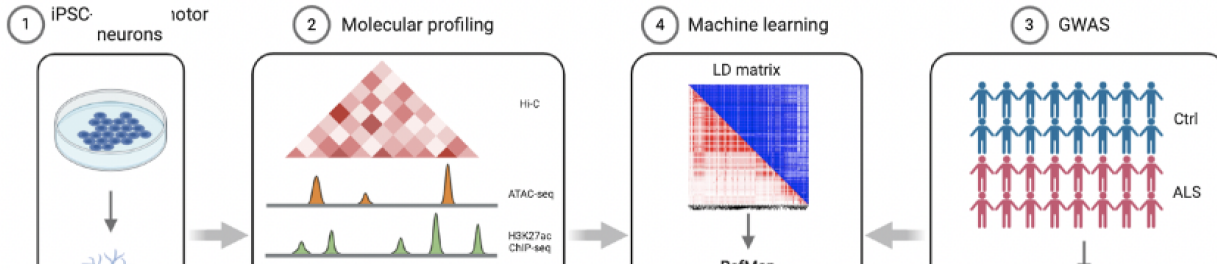 1 iPSC-
neurons
2 Molecular profiling
Hi-C
ATAC-seq
H3K27ac
ChIP-seq
4 Machine learning
LD matrix
3 GWAS
Ctrl
ALS